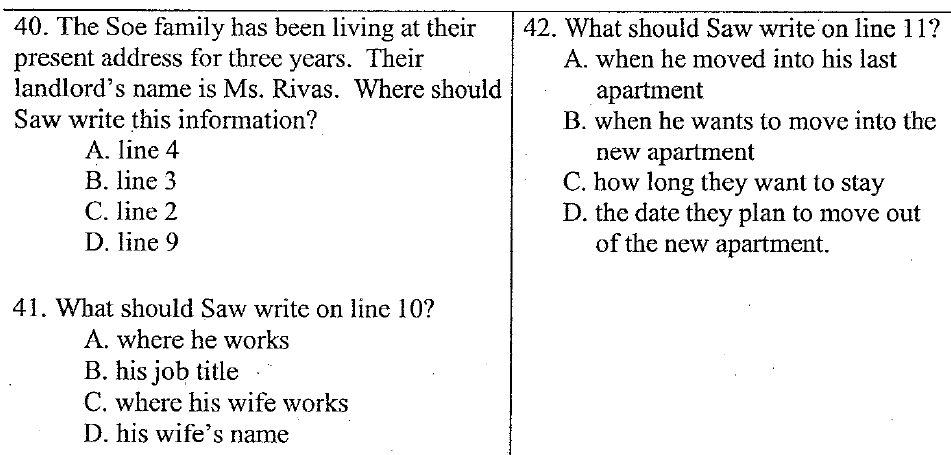 40. The Soe family has been living at their
present address for three years. Their
landlord's name is Ms. Rivas. Where should
Saw write this information?
A. line 4
B. line 3
C. line 2
D. line 9
41. What should Saw write on line 10?
A. where he works
B. his job title
C. where his wife works
D. his wife's name
42. What should Saw write on line 11?
A. when he moved into his last
apartment
B. when he wants to move into the
new apartment
C. how long they want to stay
D. the date they plan to move out
of the new apartment.